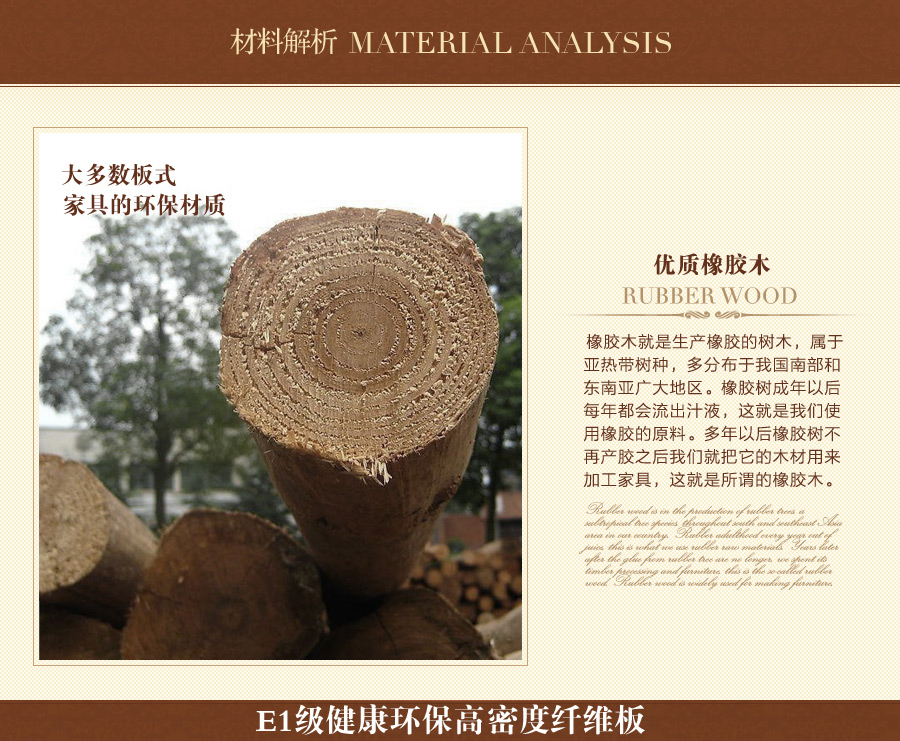 材料解析 MATERIAL ANALYSIS
大多数板式
家具的环保材质
优质橡胶木
RUBBER WOOD
橡胶木就是生产橡胶的树木，属于
亚热带树种，多分布于我国南部和
东南亚广大地区。橡胶树成年以后
每年都会流出汁液，这就是我们使
用橡胶的原料。多年以后橡胶树不
再产胶之后我们就把它的木材用来
加工家具，这就是所谓的橡胶木。
Rubber wood is in the production of rubber trees a
subtropical tree species, throughout south and southeast Asia
area in our country. Rubber adulthood every year out of
juice, this is what we use rubber raw materials. Years later
after the glue from rubber tree are no longer, we spent its
timber processing and furniture, this is the so-called rubber
wood. Rubber wood is widely used for making furniture.
E1级健康环保高密度纤维板